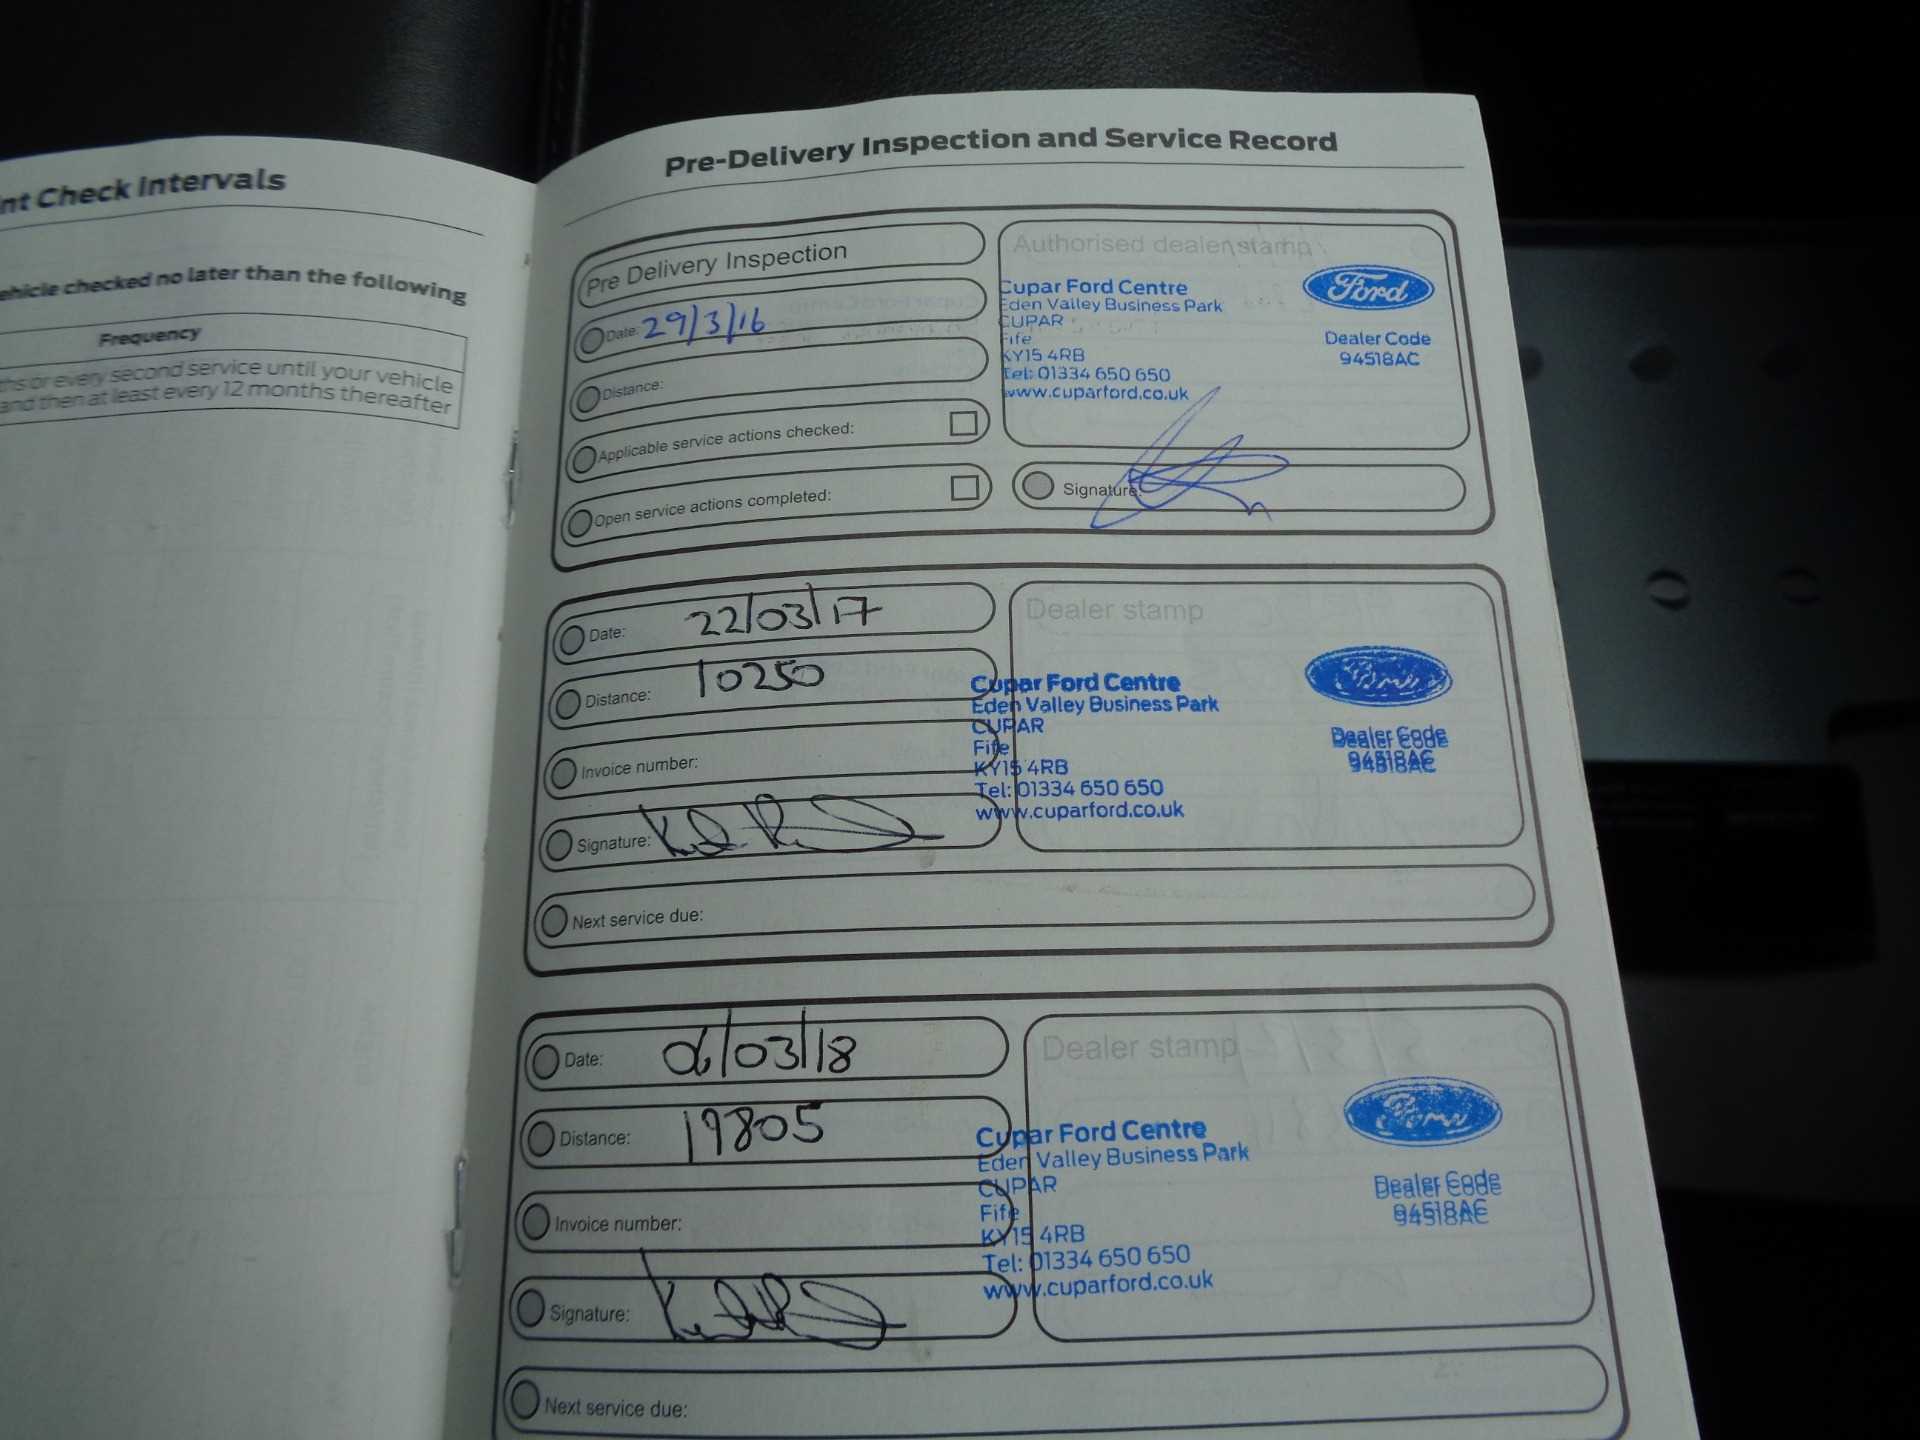 nt Check Intervals
ehicle checked no later than the following
Frequency
ths or every second service until your vehicle
and then at least every 12 months thereafter
Pre-Delivery Inspection and Service Record
Pre Delivery Inspection
Date: 29/3/16
Distance:
Applicable service actions checked:
Open service actions completed:
Authorised dealer stamp
Cupar Ford Centre
Eden Valley Business Park
CUPAR
Fife
KY15 4RB
Tel: 01334 650 650
www.cuparford.co.uk
Ford
Dealer Code
94518AC
Signature:
Date: 22/03/17
Distance: 10250
Invoice number:
Signature:
Next service due:
Dealer stamp
Cupar Ford Centre
Eden Valley Business Park
CUPAR
Fife
KY15 4RB
Tel: 01334 650 650
www.cuparford.co.uk
Ford
Dealer Code
94518AC
Date: 06/03/18
Distance: 19805
Invoice number:
Signature:
Next service due:
Dealer stamp
Cupar Ford Centre
Eden Valley Business Park
CUPAR
Fife
KY15 4RB
Tel: 01334 650 650
www.cuparford.co.uk
Ford
Dealer Code
94518AC